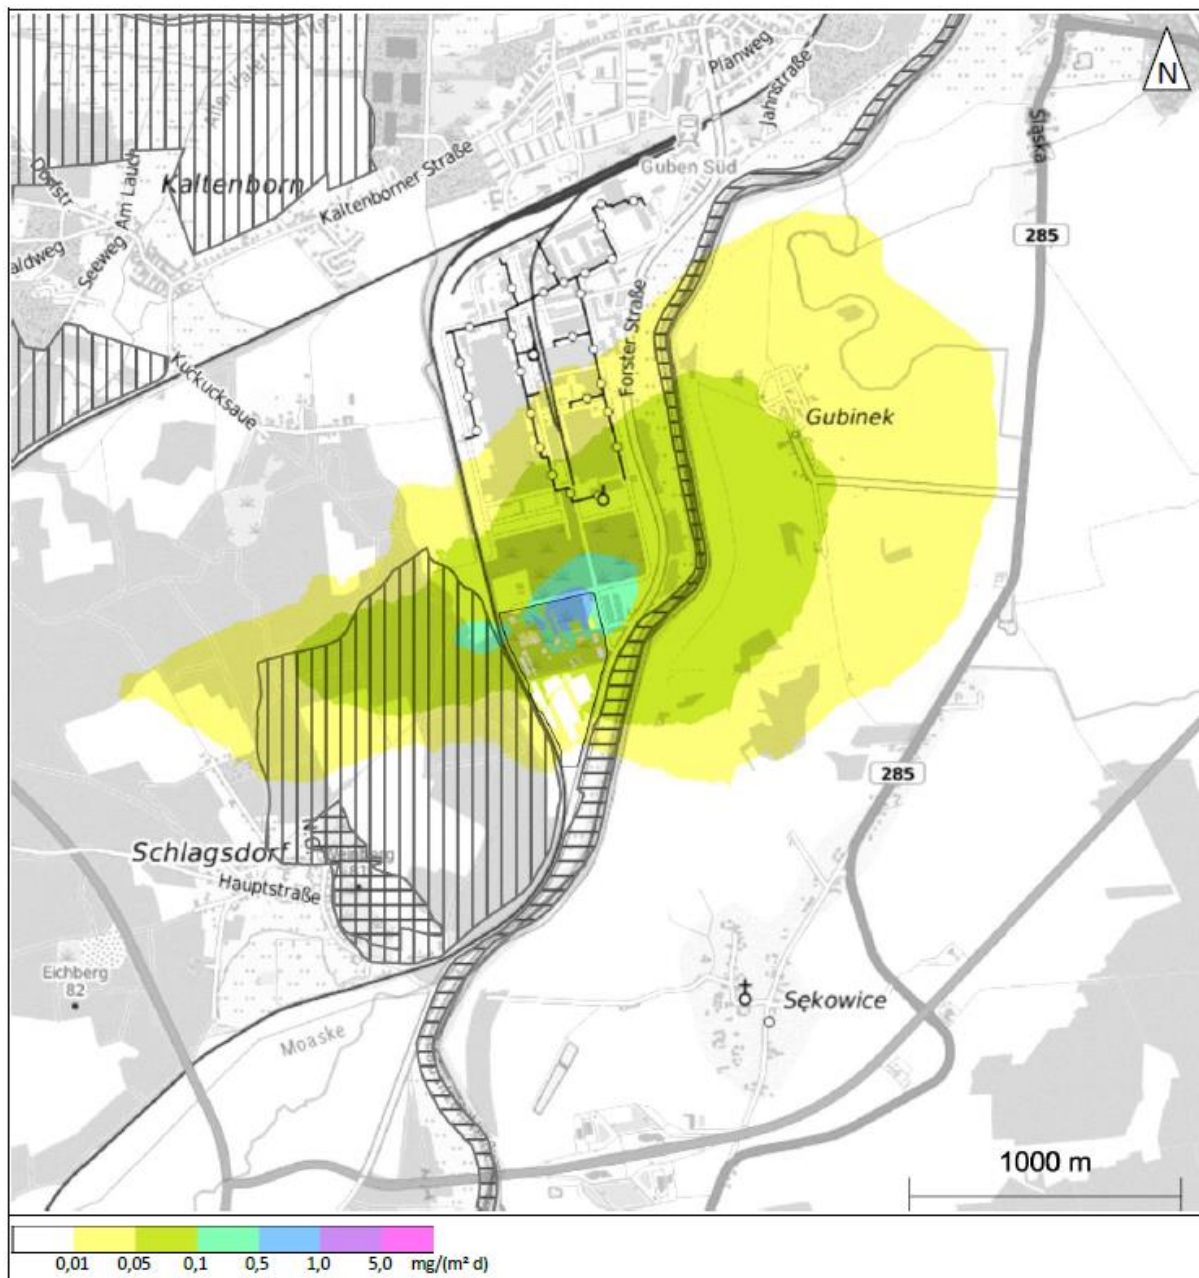 N
Planweg
Jahnstraße
Śląska
Guben Süd
Dorfstr
Am Lauch
Kaltenborn
Kaltenborner Straße
Seeweg
aldweg
285
Kuckucksaue
Forster Straße
Gubinek
285
Schlagsdorf
Hauptstraße
Eichberg
82
Sękowice
Moaske
1000 m
0,01 0,05 0,1 0,5 1,0 5,0 mg/(m² d)